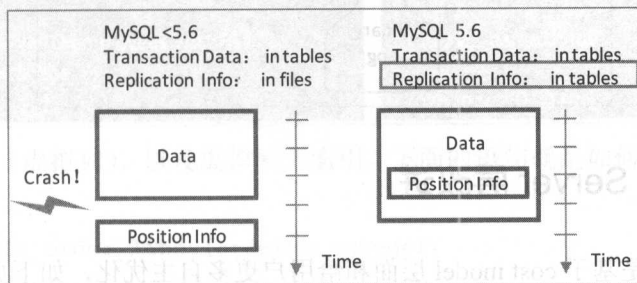 MySQL <5.6
Transaction Data: in tables
Replication Info: in files
Data
Crash!
Position Info
Time
MySQL 5.6
Transaction Data: in tables
Replication Info: in tables
Data
Position Info
Time